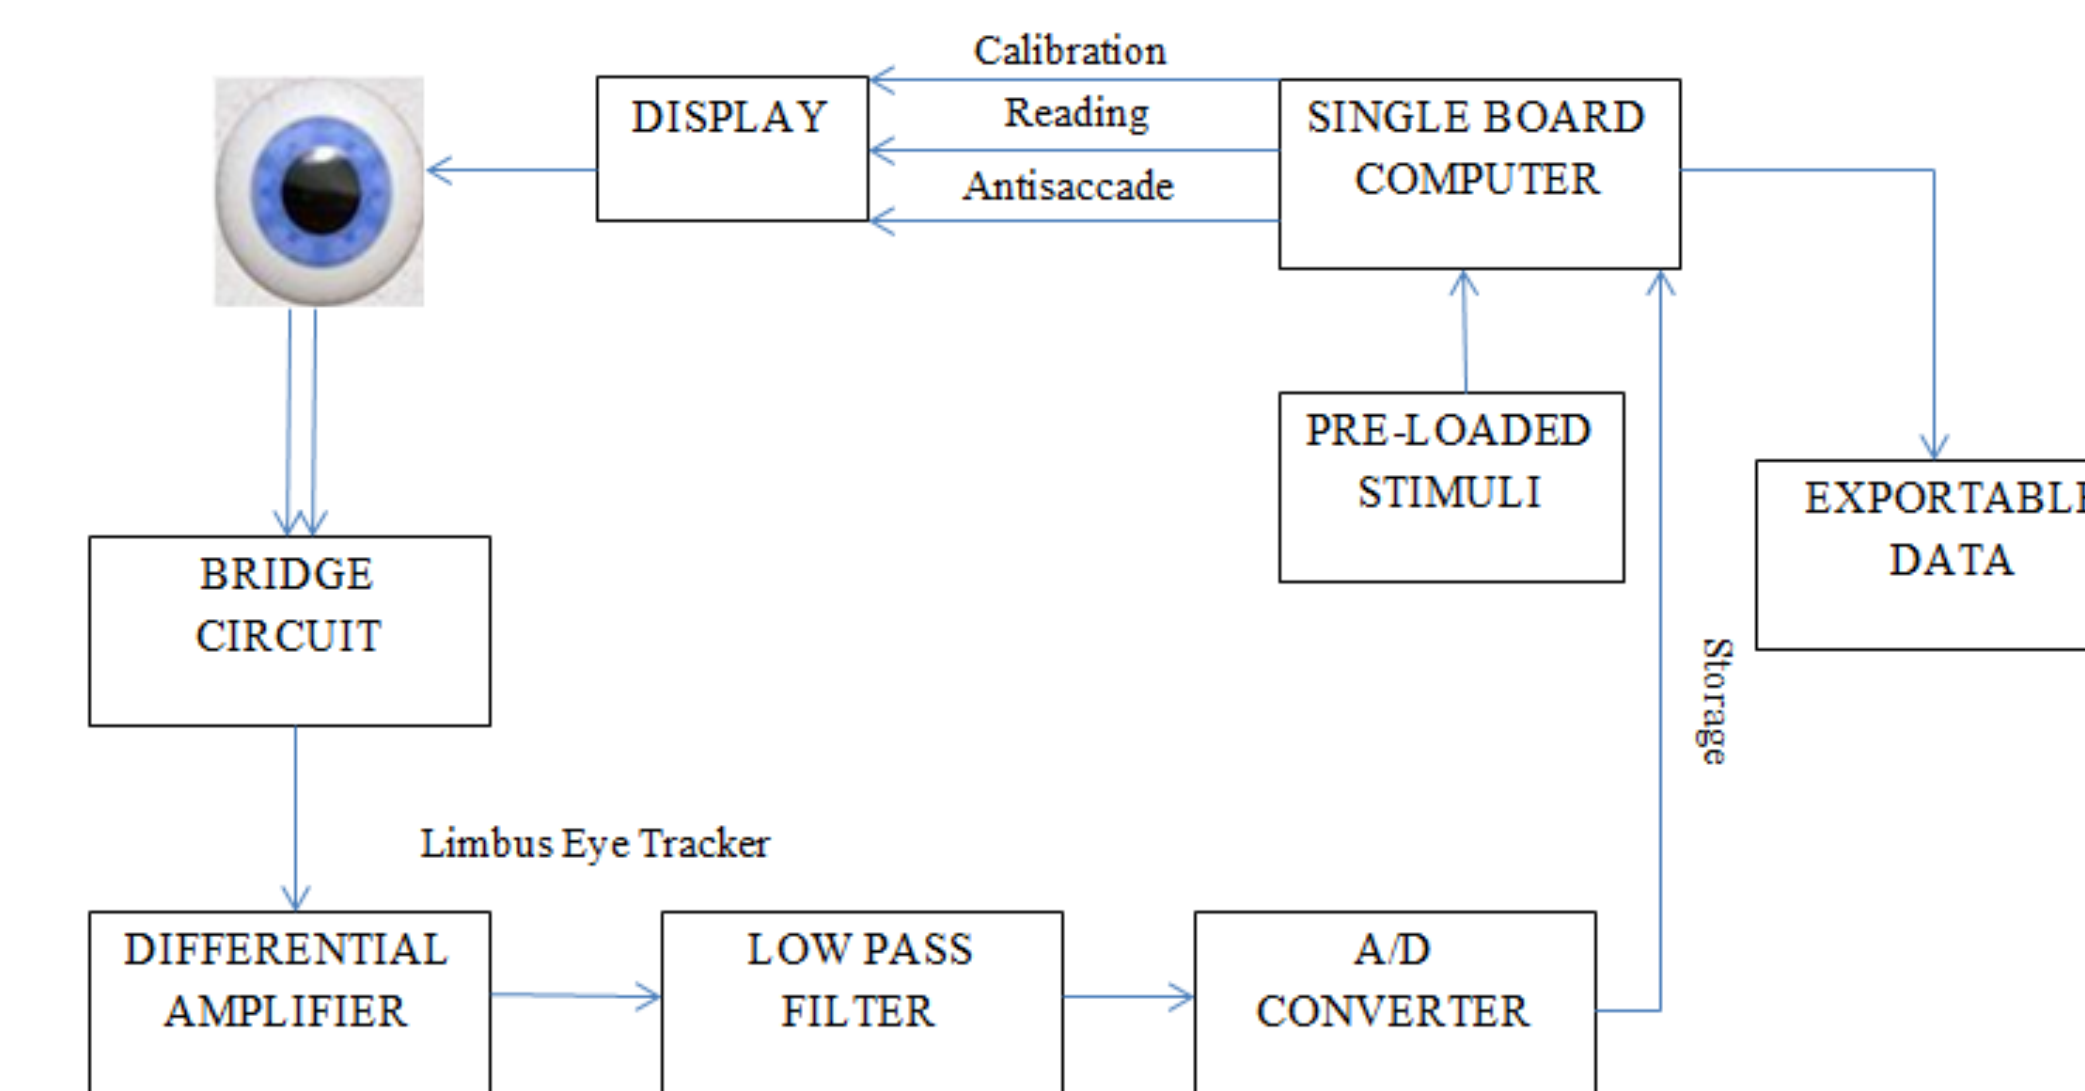 Calibration
DISPLAY
Reading
SINGLE BOARD
COMPUTER
Antisaccade
PRE-LOADED
STIMULI
EXPORTABLE
DATA
BRIDGE
CIRCUIT
Storage
Limbus Eye Tracker
DIFFERENTIAL
AMPLIFIER
LOW PASS
FILTER
A/D
CONVERTER